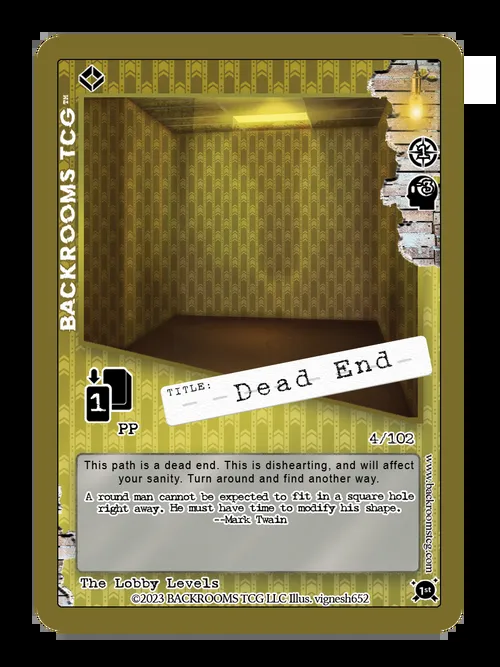 BACKROOMS TCG™
1
3
TITLE: Dead End
1
PP
4/102
This path is a dead end. This is disheartening, and will affect
your sanity. Turn around and find another way.
A round man cannot be expected to fit in a square hole
right away. He must have time to modify his shape.
--Mark Twain
www.backroomstcg.com
The Lobby Levels
1st
©2023 BACKROOMS TCG LLC Illus. vignesh652